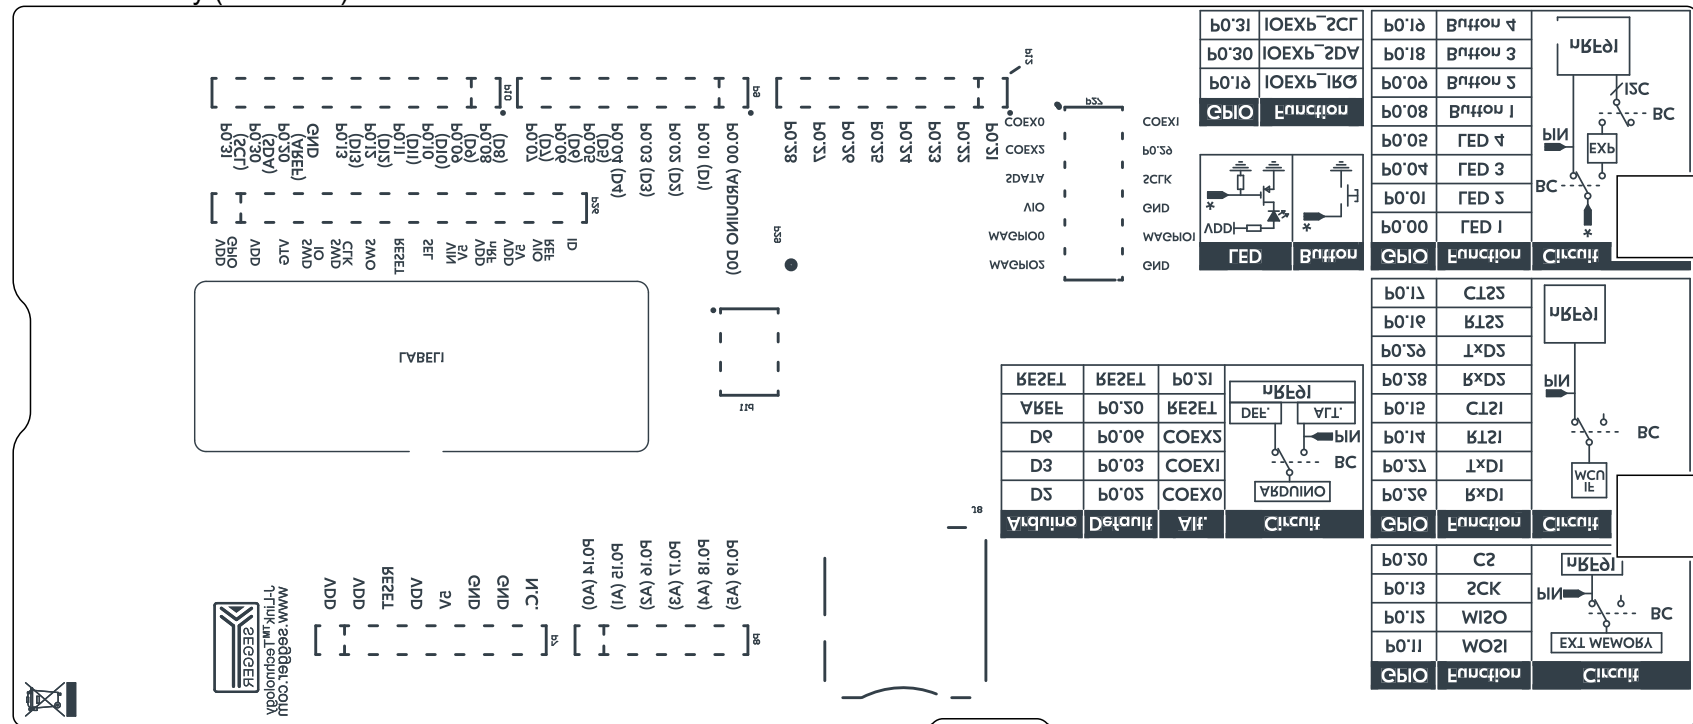 P0.31 IOEXP_SCL
P0.30 IOEXP_SDA
P0.19 IOEXP_IRQ
GPIO Function
P0.19 Button 4
P0.18 Button 3
P0.09 Button 2
P0.08 Button 1
P0.05 LED 4
P0.04 LED 3
P0.01 LED 2
P0.00 LED 1
GPIO Function Circuit
nRF91
I2C
BC
PIN
EXP
BC
*
P10
P9
P12
P27
P0.31 (SCL)
P0.30 (SDA)
P0.20 (AREF)
GND
P0.13 (D13)
P0.12 (D12)
P0.11 (D11)
P0.10 (D10)
P0.09 (D9)
P0.08 (D8)
P0.07 (D7)
P0.06 (D6)
P0.05 (D5)
P0.04 (D4)
P0.03 (D3)
P0.02 (D2)
P0.01 (D1)
P0.00 (ARDUINO D0)
P0.28
P0.27
P0.26
P0.25
P0.24
P0.23
P0.22
P0.21
COEX0 COEX1
COEX2 P0.29
SDATA SCLK
VIO GND
MAGPIO0 MAGPIO1
MAGPIO2 GND
*
VDD
*
LED Button
P26
VDD GPIO
VDD
VTG
SWD IO
SWD CLK
SWO
RESET
SEL
VIN 5V
VDD nRF
VDD 5V
VIO REF
ID
P29
LABEL1
P11
P0.17 CTS2
P0.16 RTS2
P0.29 TxD2
P0.28 RxD2
P0.15 CTS1
P0.14 RTS1
P0.27 TxD1
P0.26 RxD1
GPIO Function Circuit
nRF91
PIN
BC
MCU
IF
RESET RESET P0.21
AREF P0.20 RESET
D6 P0.06 COEX2
D3 P0.03 COEX1
D2 P0.02 COEX0
Arduino Default Alt. Circuit
nRF91
DEF. ALT.
PIN
BC
ARDUINO
J8
P0.20 CS
P0.13 SCK
P0.12 MISO
P0.11 MOSI
GPIO Function Circuit
nRF91
PIN
BC
EXT MEMORY
SEGGER
J-Link™Technology
www.segger.com
VDD
VDD
RESET
VDD
5V
GND
GND
N.C.
P7
P0.14 (A0)
P0.15 (A1)
P0.16 (A2)
P0.17 (A3)
P0.18 (A4)
P0.19 (A5)
P8